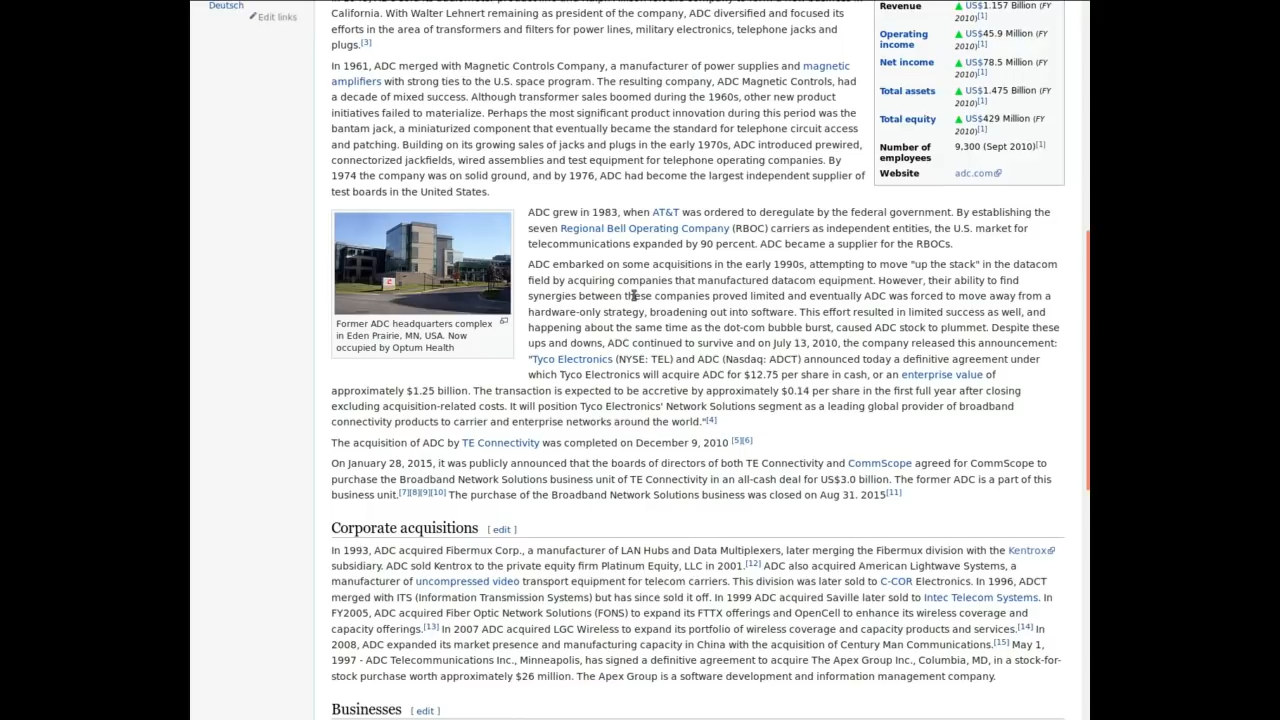 Deutsch
Edit links
California. With Walter Lehnert remaining as president of the company, ADC diversified and focused its
efforts in the area of transformers and filters for power lines, military electronics, telephone jacks and
plugs.[3]
In 1961, ADC merged with Magnetic Controls Company, a manufacturer of power supplies and magnetic
amplifiers with strong ties to the U.S. space program. The resulting company, ADC Magnetic Controls, had
a decade of mixed success. Although transformer sales boomed during the 1960s, other new product
initiatives failed to materialize. Perhaps the most significant product innovation during this period was the
bantam jack, a miniaturized component that eventually became the standard for telephone circuit access
and patching. Building on its growing sales of jacks and plugs in the early 1970s, ADC introduced prewired,
connectorized jackfields, wired assemblies and test equipment for telephone operating companies. By
1974 the company was on solid ground, and by 1976, ADC had become the largest independent supplier of
test boards in the United States.
Revenue ▲ US$1.157 Billion (FY
2010)[1]
Operating ▲ US$45.9 Million (FY
income 2010)[1]
Net income ▲ US$78.5 Million (FY
2010)[1]
Total assets ▲ US$1.475 Billion (FY
2010)[1]
Total equity ▲ US$429 Million (FY
2010)[1]
Number of 9,300 (Sept 2010)[1]
employees
Website adc.com
ADC grew in 1983, when AT&T was ordered to deregulate by the federal government. By establishing the
seven Regional Bell Operating Company (RBOC) carriers as independent entities, the U.S. market for
telecommunications expanded by 90 percent. ADC became a supplier for the RBOCs.
ADC embarked on some acquisitions in the early 1990s, attempting to move "up the stack" in the datacom
field by acquiring companies that manufactured datacom equipment. However, their ability to find
synergies between these companies proved limited and eventually ADC was forced to move away from a
hardware-only strategy, broadening out into software. This effort resulted in limited success as well, and
happening about the same time as the dot-com bubble burst, caused ADC stock to plummet. Despite these
ups and downs, ADC continued to survive and on July 13, 2010, the company released this announcement:
"Tyco Electronics (NYSE: TEL) and ADC (Nasdaq: ADCT) announced today a definitive agreement under
which Tyco Electronics will acquire ADC for $12.75 per share in cash, or an enterprise value of
approximately $1.25 billion. The transaction is expected to be accretive by approximately $0.14 per share in the first full year after closing
excluding acquisition-related costs. It will position Tyco Electronics' Network Solutions segment as a leading global provider of broadband
connectivity products to carrier and enterprise networks around the world."[4]
Former ADC headquarters complex
in Eden Prairie, MN, USA. Now
occupied by Optum Health
The acquisition of ADC by TE Connectivity was completed on December 9, 2010 [5][6]
On January 28, 2015, it was publicly announced that the boards of directors of both TE Connectivity and CommScope agreed for CommScope to
purchase the Broadband Network Solutions business unit of TE Connectivity in an all-cash deal for US$3.0 billion. The former ADC is a part of this
business unit.[7][8][9][10] The purchase of the Broadband Network Solutions business was closed on Aug 31. 2015[11]
Corporate acquisitions [ edit ]
In 1993, ADC acquired Fibermux Corp., a manufacturer of LAN Hubs and Data Multiplexers, later merging the Fibermux division with the Kentrox
subsidiary. ADC sold Kentrox to the private equity firm Platinum Equity, LLC in 2001.[12] ADC also acquired American Lightwave Systems, a
manufacturer of uncompressed video transport equipment for telecom carriers. This division was later sold to C-COR Electronics. In 1996, ADCT
merged with ITS (Information Transmission Systems) but has since sold it off. In 1999 ADC acquired Saville later sold to Intec Telecom Systems. In
FY2005, ADC acquired Fiber Optic Network Solutions (FONS) to expand its FTTX offerings and OpenCell to enhance its wireless coverage and
capacity offerings.[13] In 2007 ADC acquired LGC Wireless to expand its portfolio of wireless coverage and capacity products and services.[14] In
2008, ADC expanded its market presence and manufacturing capacity in China with the acquisition of Century Man Communications.[15] May 1,
1997 - ADC Telecommunications Inc., Minneapolis, has signed a definitive agreement to acquire The Apex Group Inc., Columbia, MD, in a stock-for-
stock purchase worth approximately $26 million. The Apex Group is a software development and information management company.
Businesses [ edit ]